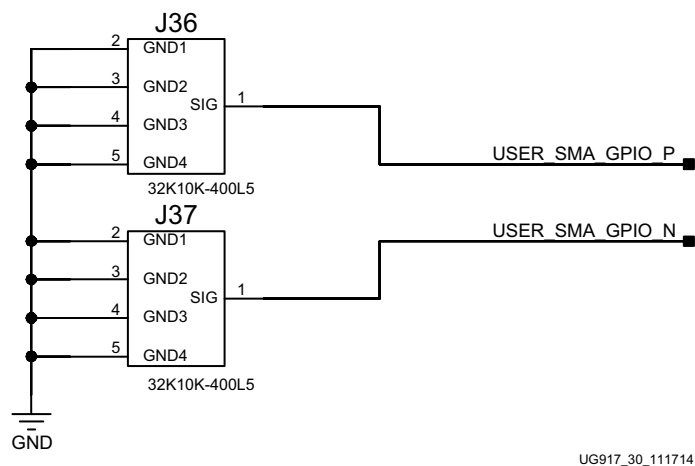 J36
2 GND1
3 GND2
SIG 1
4 GND3
5 GND4
32K10K-400L5
USER_SMA_GPIO_P
J37
2 GND1
3 GND2
SIG 1
4 GND3
5 GND4
32K10K-400L5
USER_SMA_GPIO_N
GND
UG917_30_111714